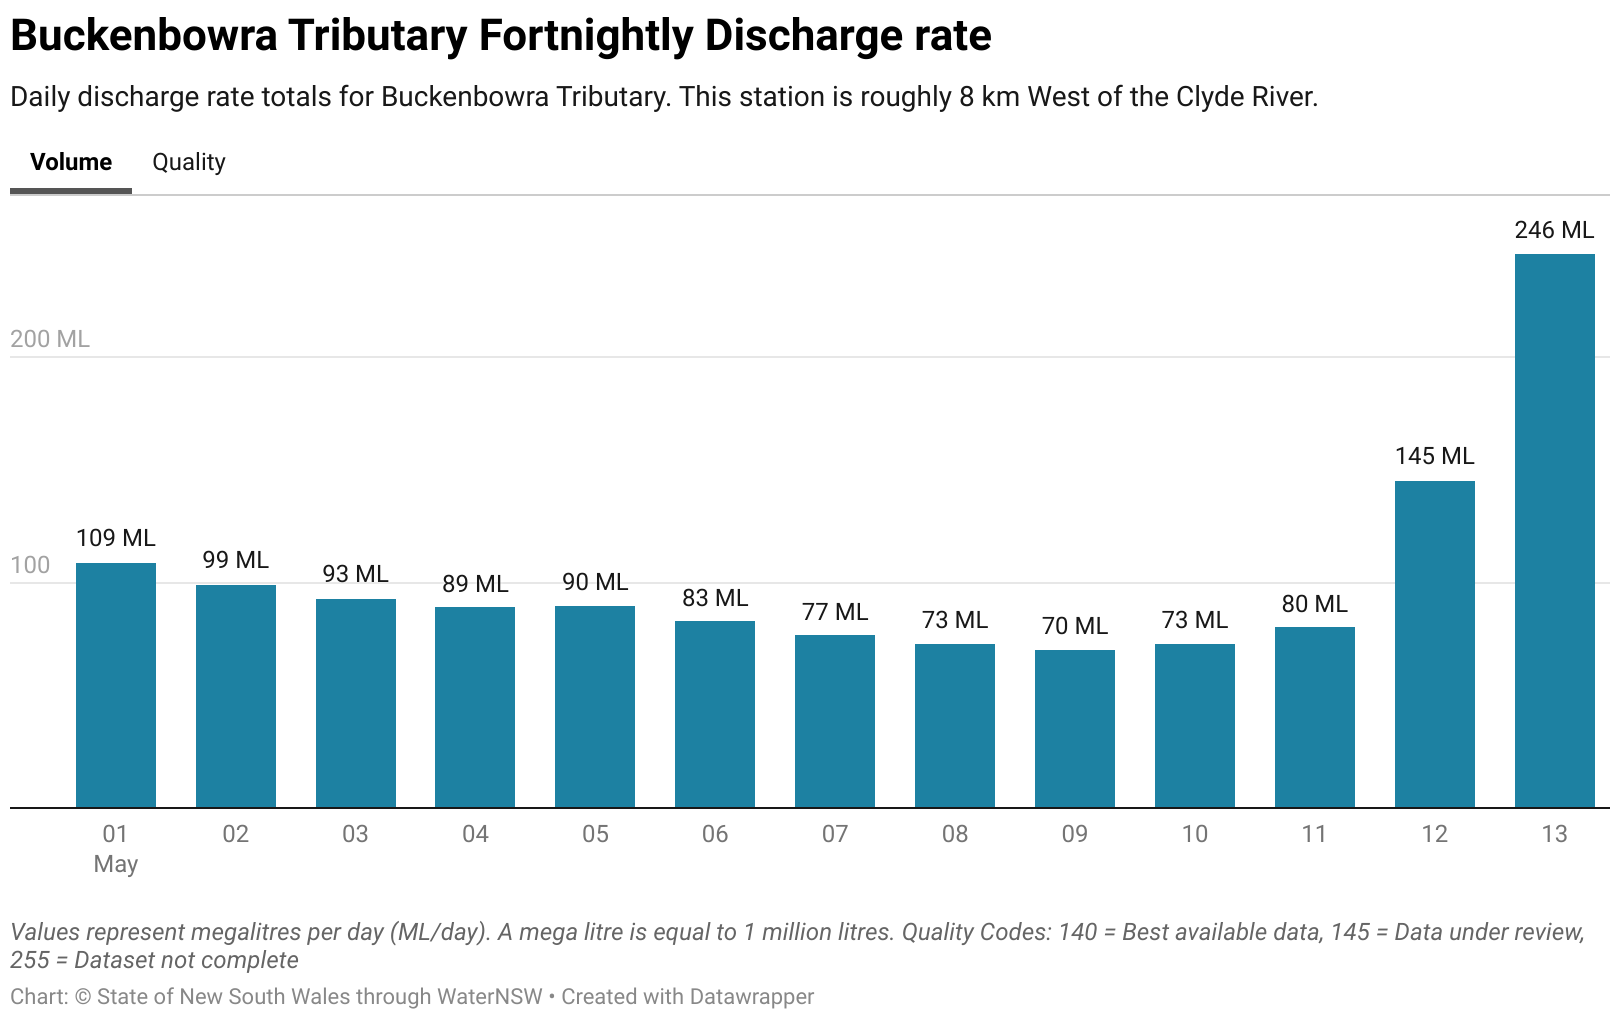 Buckenbowra Tributary Fortnightly Discharge rate
Daily discharge rate totals for Buckenbowra Tributary. This station is roughly 8 km West of the Clyde River.
Volume Quality
246 ML
200 ML
145 ML
109 ML
99 ML
100
93 ML
89 ML
90 ML
83 ML
77 ML
73 ML
70 ML
73 ML
80 ML
01 02 03 04 05 06 07 08 09 10 11 12 13
May
Values represent megalitres per day (ML/day). A mega litre is equal to 1 million litres. Quality Codes: 140 = Best available data, 145 = Data under review,
255 = Dataset not complete
Chart: © State of New South Wales through WaterNSW • Created with Datawrapper